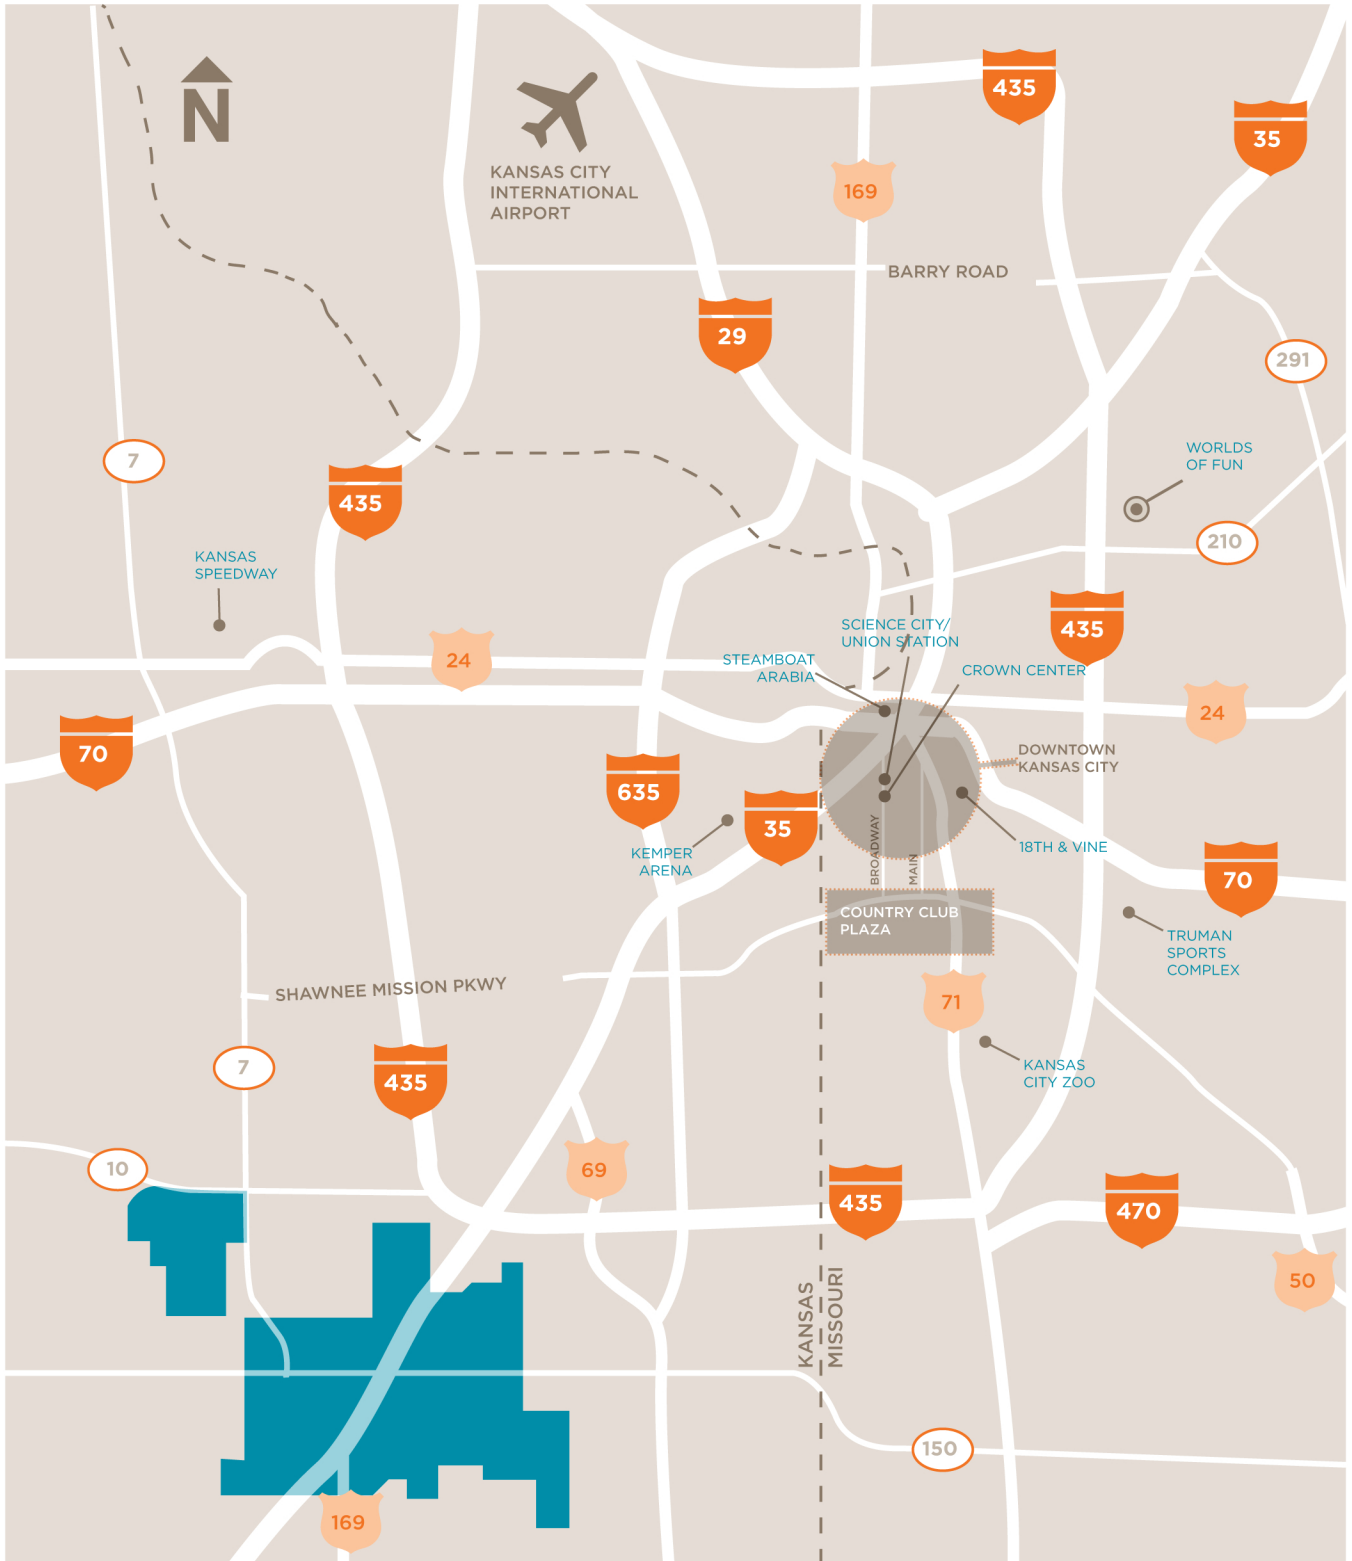 435
35
N
KANSAS CITY
INTERNATIONAL
AIRPORT
169
BARRY ROAD
29
291
7
WORLDS
OF FUN
435
210
KANSAS
SPEEDWAY
435
SCIENCE CITY/
UNION STATION
24
STEAMBOAT
ARABIA
CROWN CENTER
24
70
DOWNTOWN
KANSAS CITY
635
35
BROADWAY
MAIN
KEMPER
ARENA
18TH & VINE
70
COUNTRY CLUB
PLAZA
TRUMAN
SPORTS
COMPLEX
SHAWNEE MISSION PKWY
71
7
435
KANSAS
CITY ZOO
10
69
435
470
KANSAS
MISSOURI
50
150
169